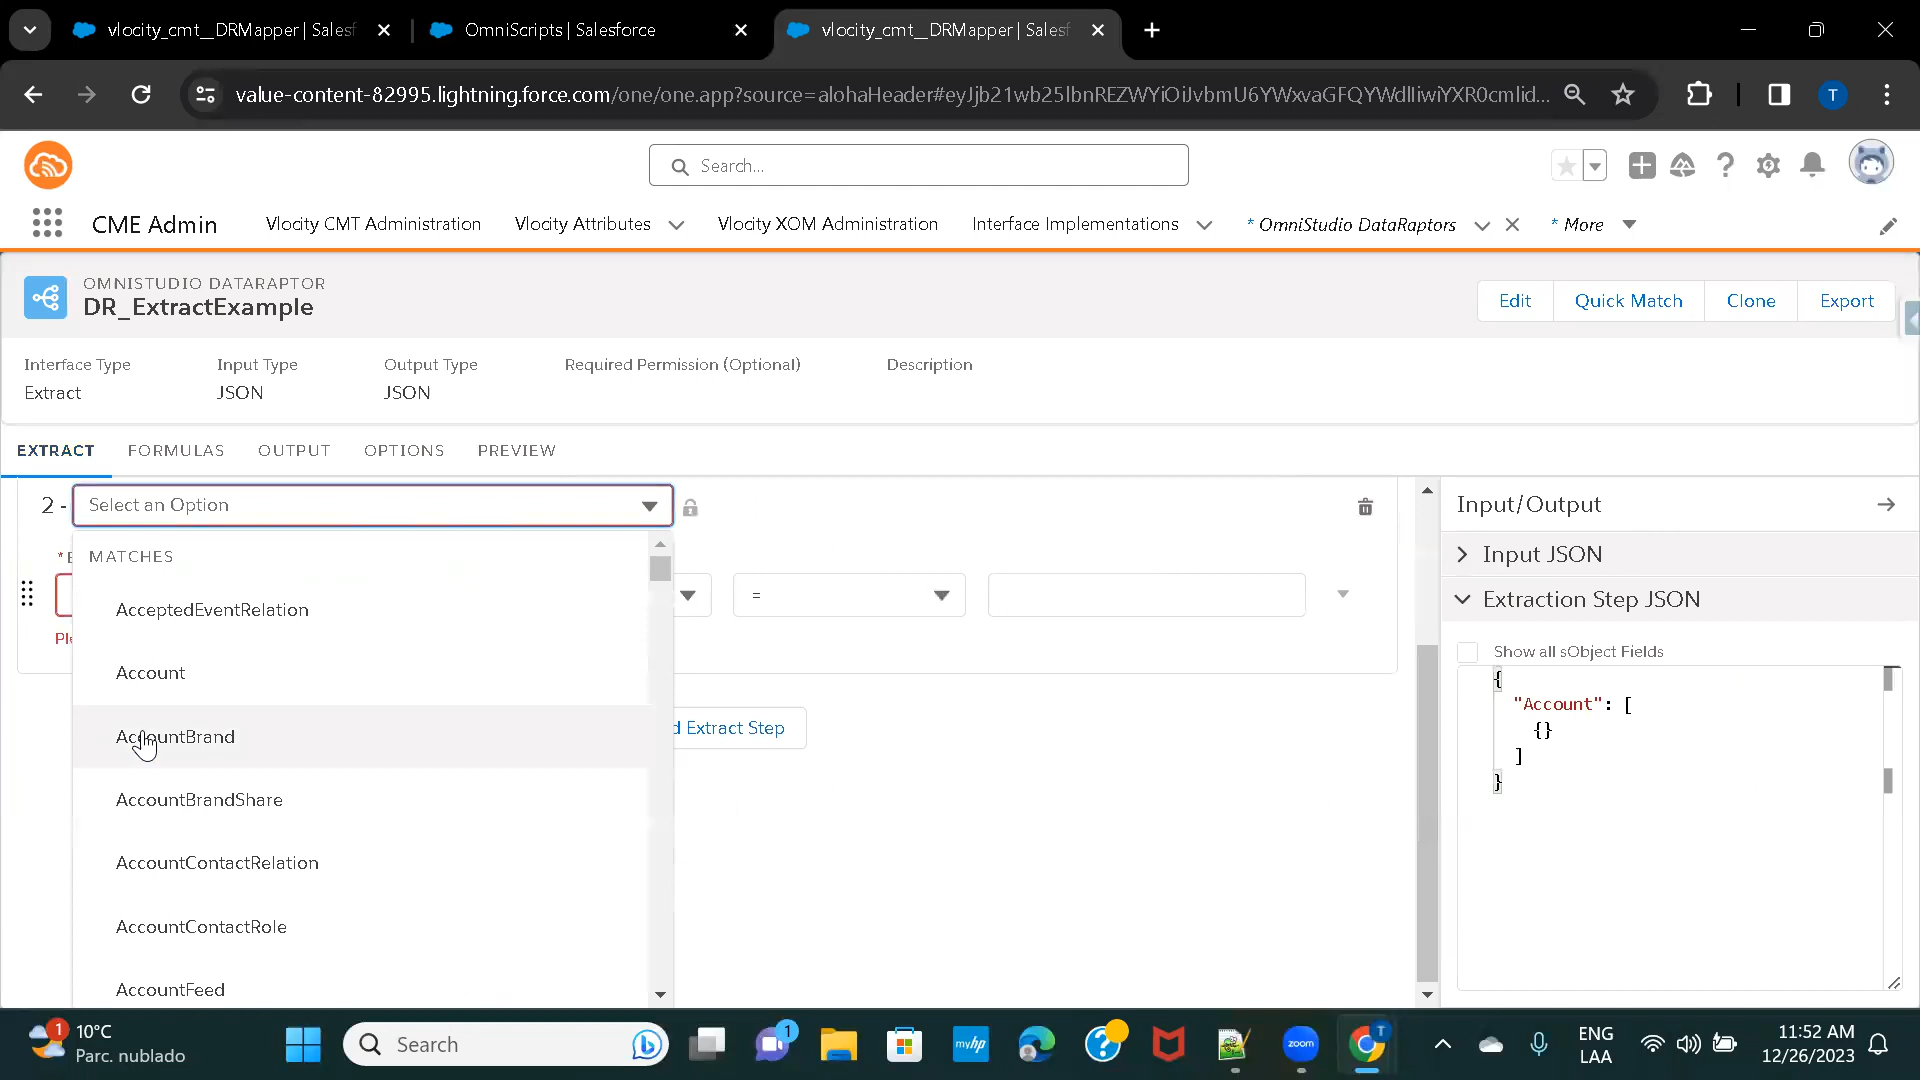 vlocity_cmt__DRMapper | Salesf
OmniScripts | Salesforce
vlocity_cmt__DRMapper | Salesf
value-content-82995.lightning.force.com/one/one.app?source=alohaHeader#eyJjb21wb25lbnREZWYiOiJvbmU6YWxvaGFQYWdlIiwiYXR0cmlid...
T
Search...
CME Admin
Vlocity CMT Administration
Vlocity Attributes
Vlocity XOM Administration
Interface Implementations
* OmniStudio DataRaptors
* More
OMNISTUDIO DATARAPTOR
DR_ExtractExample
Edit
Quick Match
Clone
Export
Interface Type
Input Type
Output Type
Required Permission (Optional)
Description
Extract
JSON
JSON
EXTRACT
FORMULAS
OUTPUT
OPTIONS
PREVIEW
2 -
Select an Option
MATCHES
AcceptedEventRelation
Account
AccountBrand
AccountBrandShare
AccountContactRelation
AccountContactRole
AccountFeed
=
d Extract Step
Input/Output
Input JSON
Extraction Step JSON
Show all sObject Fields
{
"Account": [
{}
]
}
1
10°C
Parc. nublado
Search
1
myhp
zoom
T
ENG
LAA
11:52 AM
12/26/2023